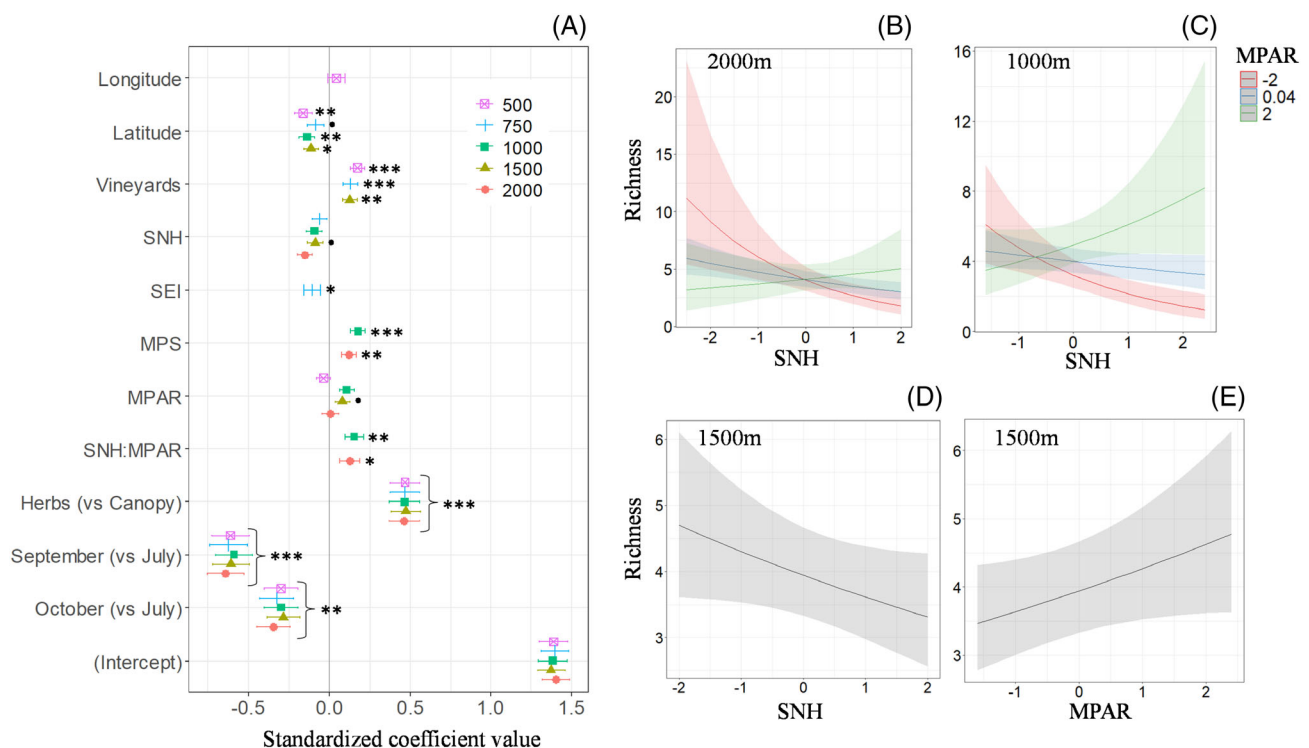 (A)
Longitude
Latitude
Vineyards
SNH
SEI
MPS
MPAR
SNH:MPAR
Herbs (vs Canopy)
September (vs July)
October (vs July)
(Intercept)
500
750
1000
1500
2000
**
•
**
*
***
***
**
•
*
***
**
•
**
*
***
***
**
-0.5 0.0 0.5 1.0 1.5
Standardized coefficient value
(B)
2000m
Richness
20
15
10
5
0
-2 -1 0 1 2
SNH
(C)
1000m
16
12
8
4
0
-1 0 1 2
SNH
MPAR
-2
0.04
2
(D)
1500m
Richness
6
5
4
3
-2 -1 0 1 2
SNH
(E)
1500m
6
5
4
3
-1 0 1 2
MPAR